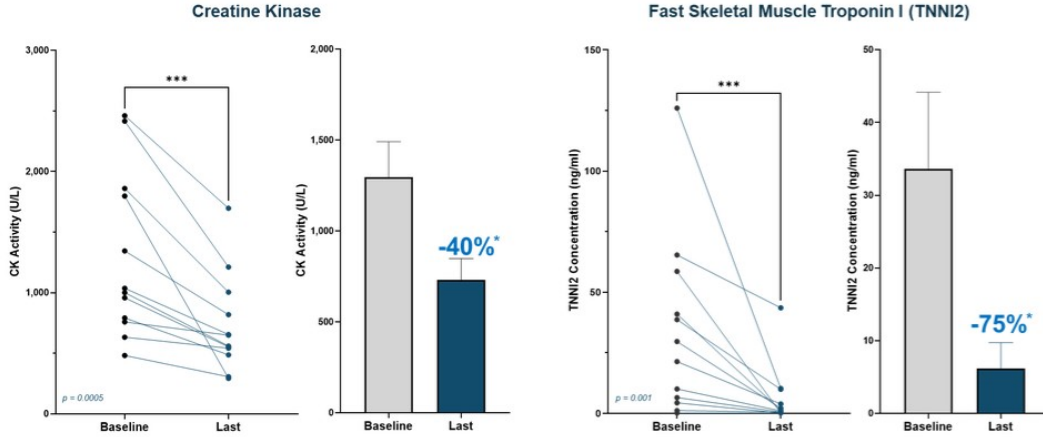 Creatine Kinase
Fast Skeletal Muscle Troponin I (TNNI2)
CK Activity (U/L)
3,000
2,000
1,000
0
***
p = 0.0005
Baseline Last
CK Activity (U/L)
2,000
1,500
1,000
500
0
-40%*
Baseline Last
TNNI2 Concentration (ng/ml)
150
100
50
0
***
p = 0.001
Baseline Last
TNNI2 Concentration (ng/ml)
50
40
30
20
10
0
-75%*
Baseline Last